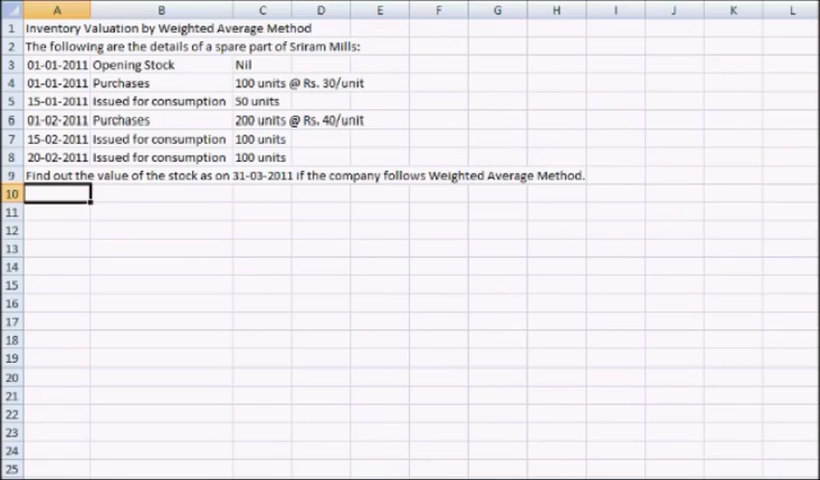 A B C D E F G H I J K L
1 Inventory Valuation by Weighted Average Method
2 The following are the details of a spare part of Sriram Mills:
3 01-01-2011 Opening Stock Nil
4 01-01-2011 Purchases 100 units @ Rs. 30/unit
5 15-01-2011 Issued for consumption 50 units
6 01-02-2011 Purchases 200 units @ Rs. 40/unit
7 15-02-2011 Issued for consumption 100 units
8 20-02-2011 Issued for consumption 100 units
9 Find out the value of the stock as on 31-03-2011 if the company follows Weighted Average Method.
10
11
12
13
14
15
16
17
18
19
20
21
22
23
24
25